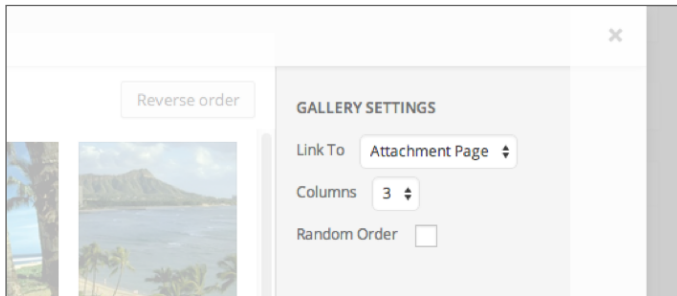 Reverse order
GALLERY SETTINGS
Link To Attachment Page
Columns 3
Random Order